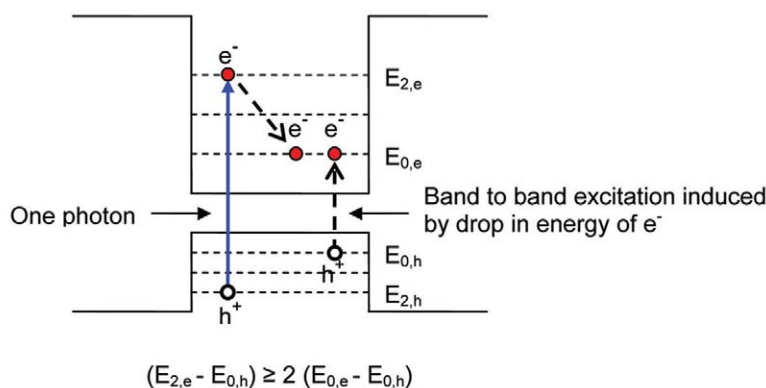 e⁻
E₂,ₑ
e⁻ e⁻
E₀,ₑ
One photon
Band to band excitation induced
by drop in energy of e⁻
E₀,ₕ
h⁺
E₂,ₕ
h⁺
(E₂,ₑ - E₀,ₕ) ≥ 2 (E₀,ₑ - E₀,ₕ)